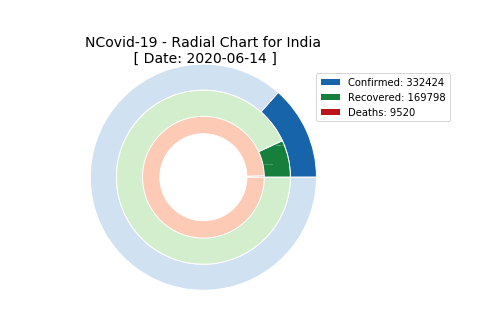 NCovid-19 - Radial Chart for India
[ Date: 2020-06-14 ]
Confirmed: 332424
Recovered: 169798
Deaths: 9520